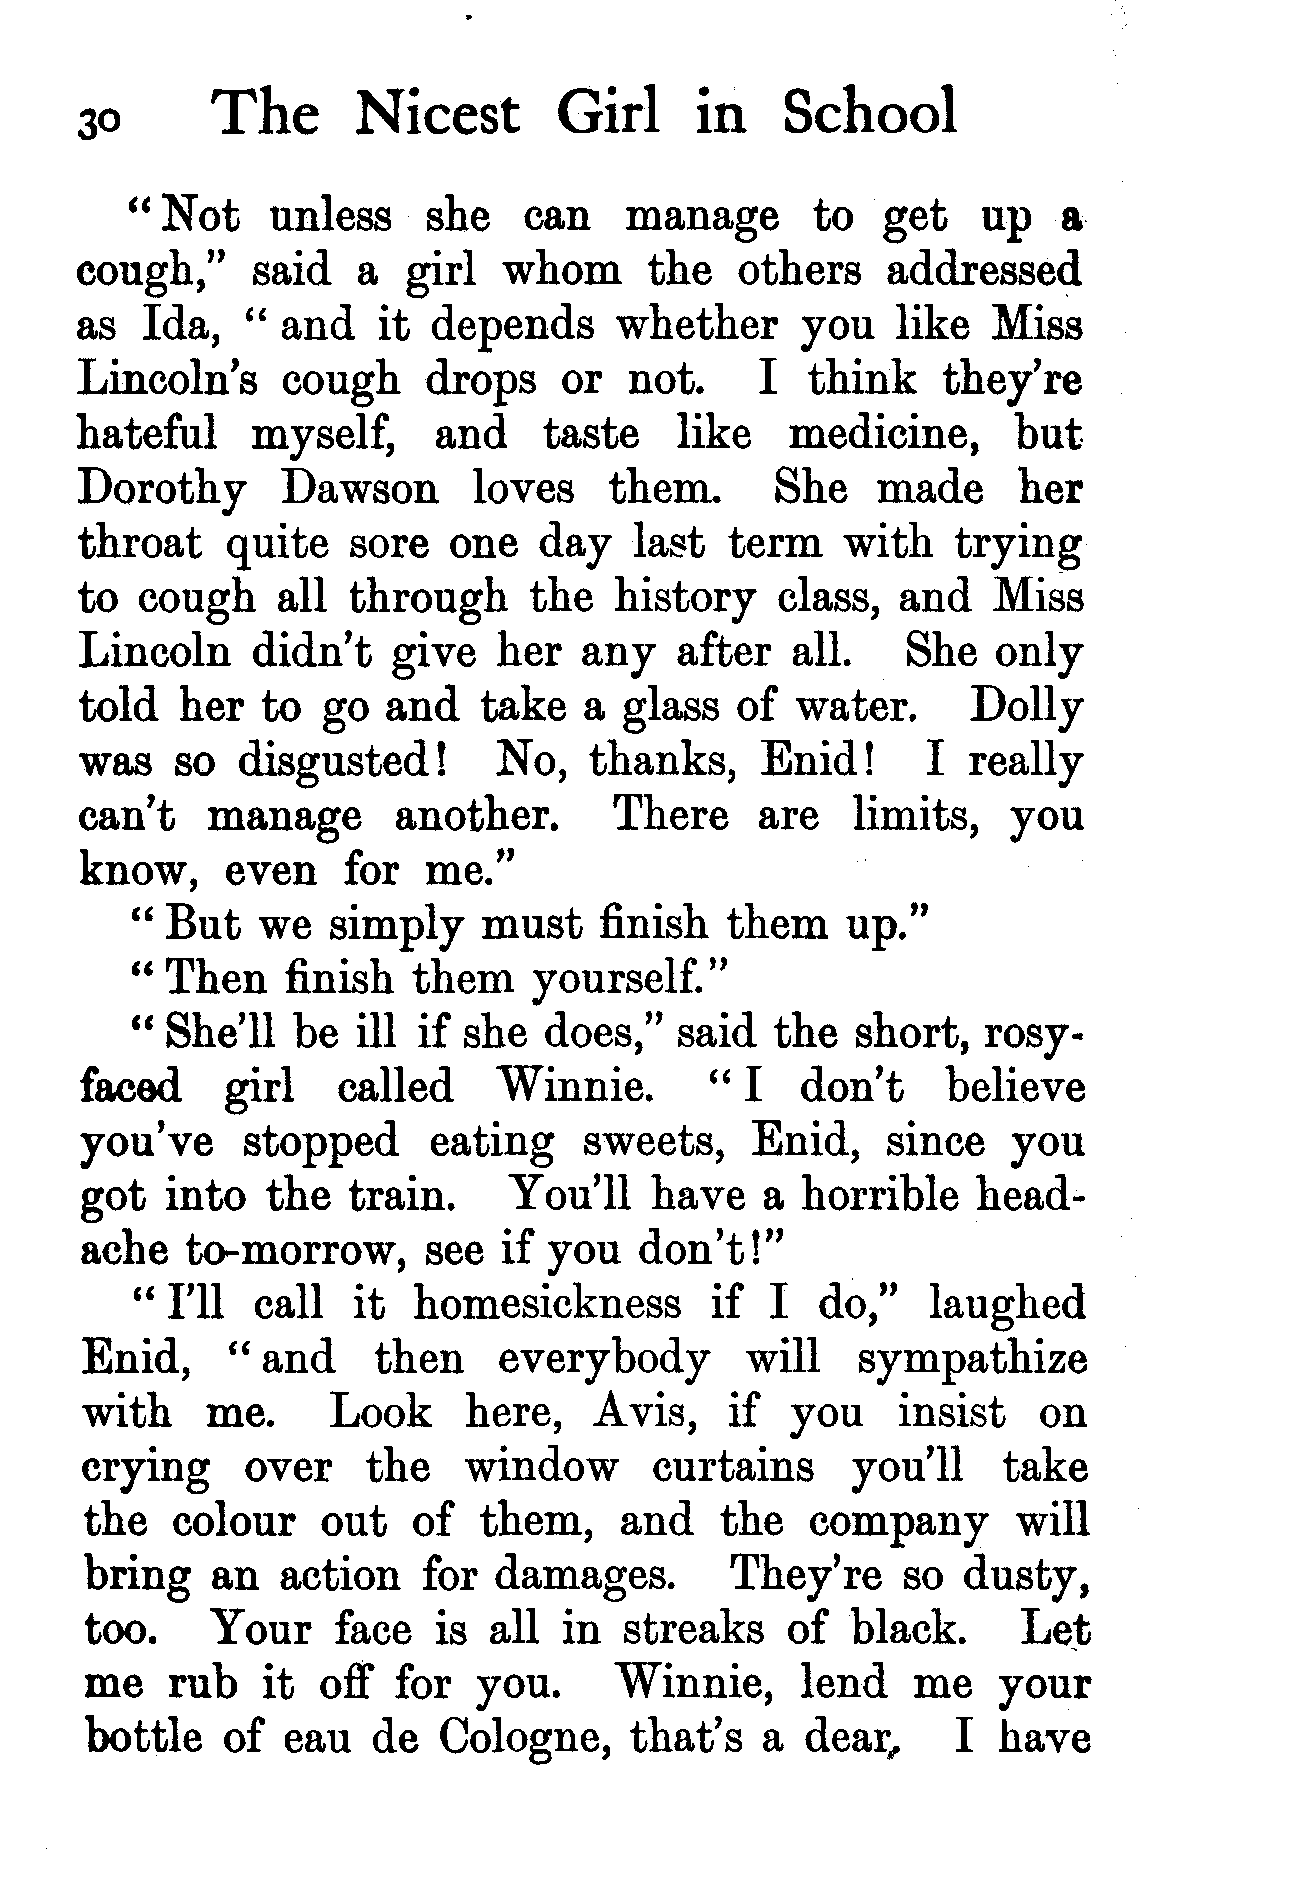 30 The Nicest Girl in School
“Not unless she can manage to get up a
cough,” said a girl whom the others addressed
as Ida, “and it depends whether you like Miss
Lincoln’s cough drops or not. I think they’re
hateful myself, and taste like medicine, but
Dorothy Dawson loves them. She made her
throat quite sore one day last term with trying
to cough all through the history class, and Miss
Lincoln didn’t give her any after all. She only
told her to go and take a glass of water. Dolly
was so disgusted! No, thanks, Enid! I really
can’t manage another. There are limits, you
know, even for me.”
“But we simply must finish them up.”
“Then finish them yourself.”
“She’ll be ill if she does,” said the short, rosy-
faced girl called Winnie. “I don’t believe
you’ve stopped eating sweets, Enid, since you
got into the train. You’ll have a horrible head-
ache to-morrow, see if you don’t!”
“I’ll call it homesickness if I do,” laughed
Enid, “and then everybody will sympathize
with me. Look here, Avis, if you insist on
crying over the window curtains you’ll take
the colour out of them, and the company will
bring an action for damages. They’re so dusty,
too. Your face is all in streaks of black. Let
me rub it off for you. Winnie, lend me your
bottle of eau de Cologne, that’s a dear, I have